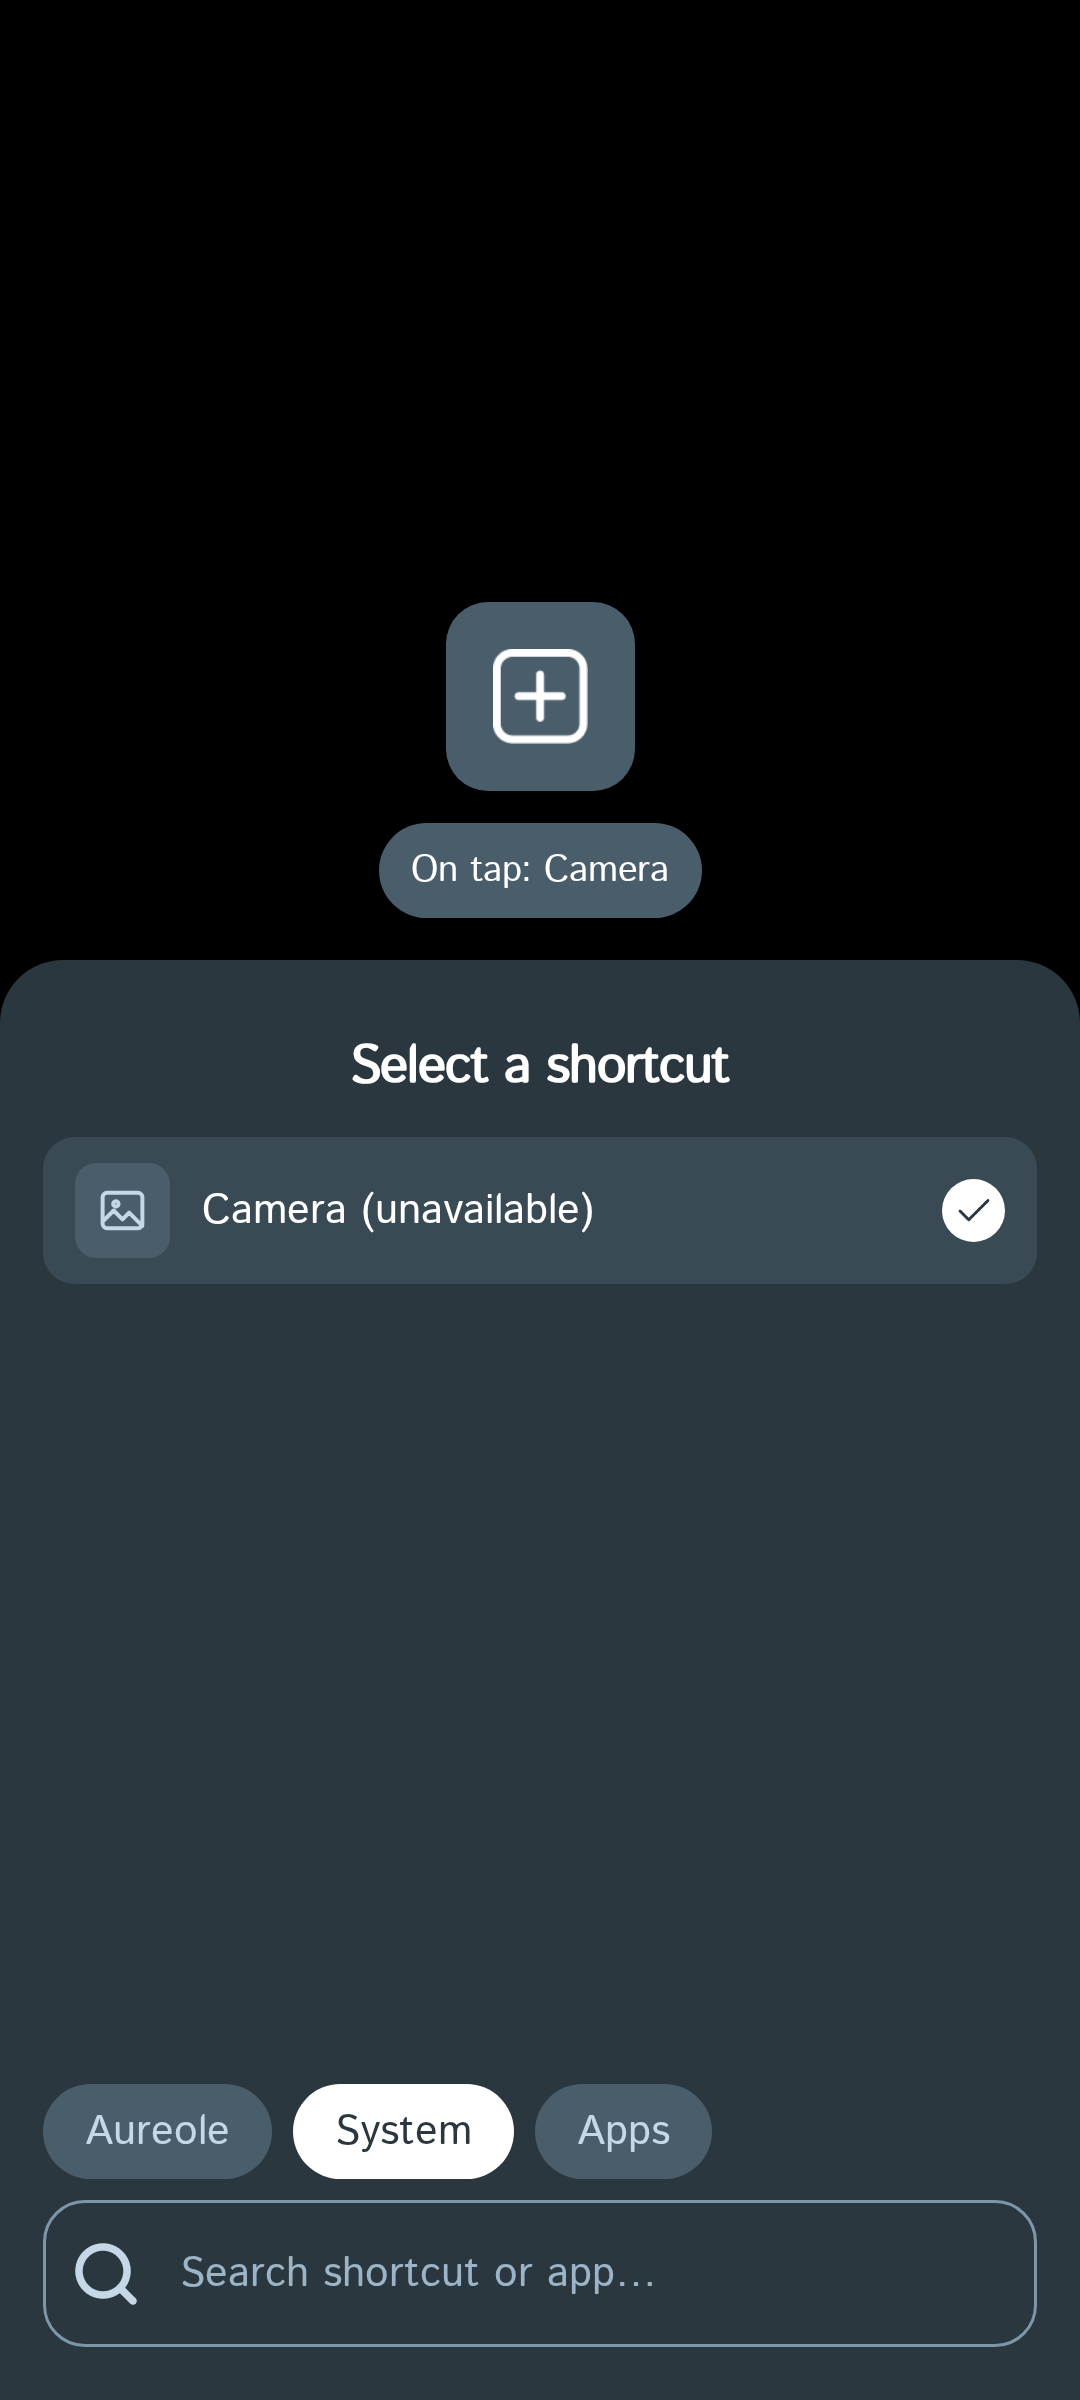 On tap: Camera
Select a shortcut
Camera (unavailable)
Aureole
System
Apps
Search shortcut or app...